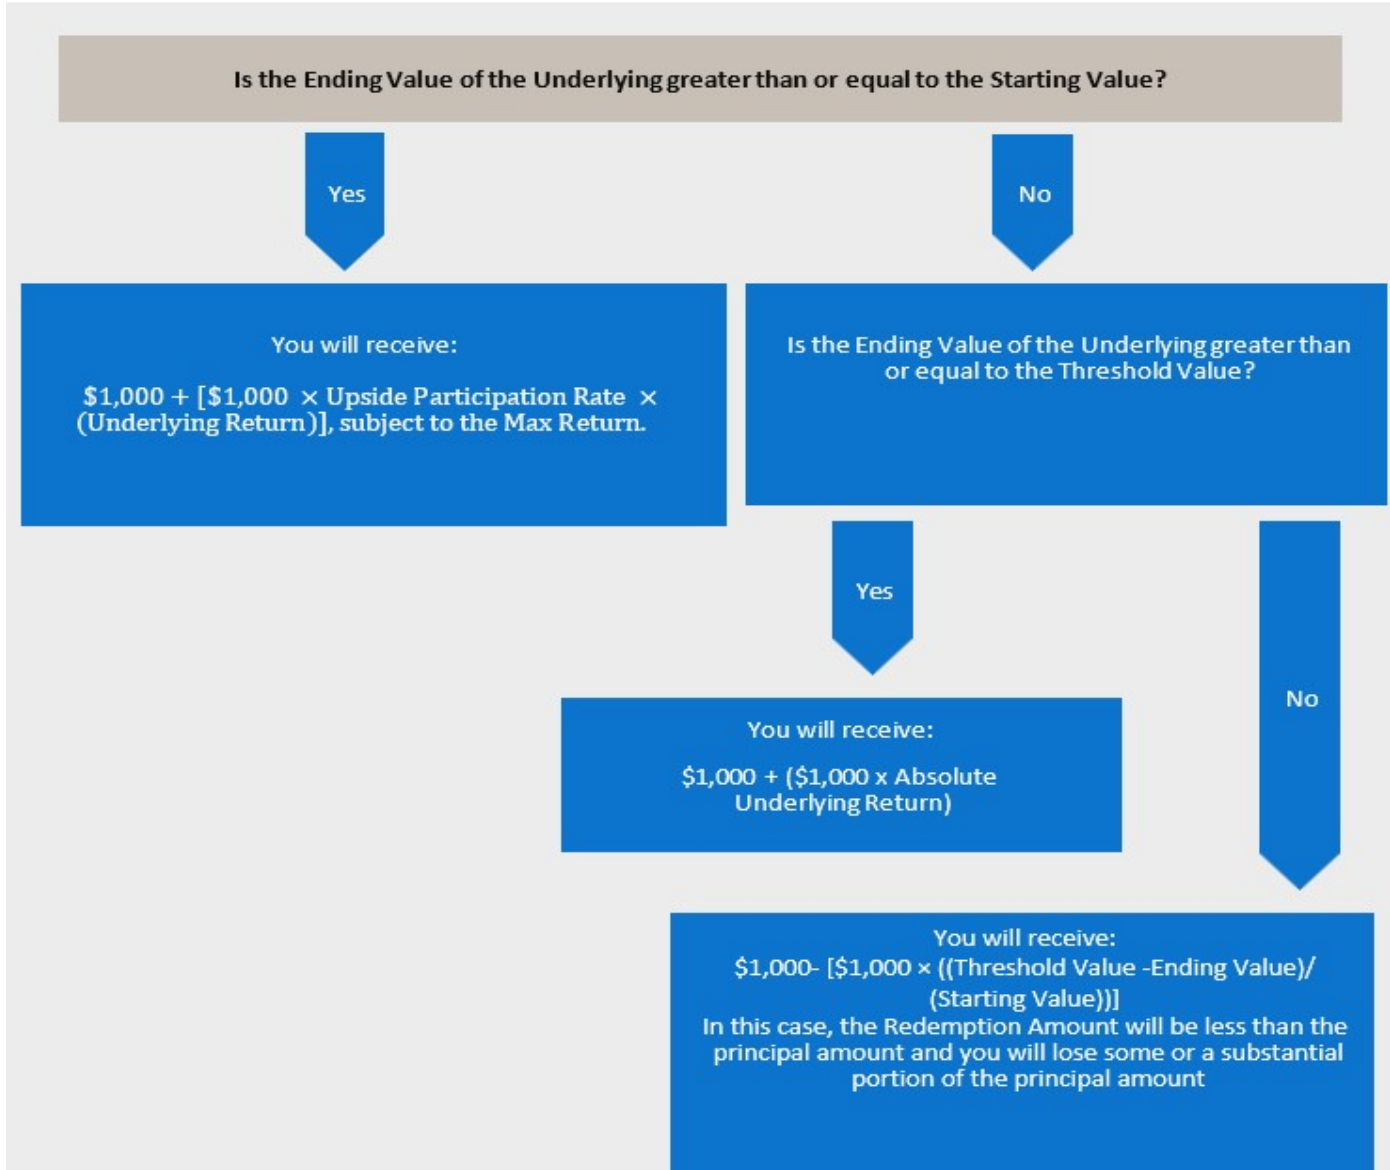 Is the Ending Value of the Underlying greater than or equal to the Starting Value?
Yes
No
You will receive:
$1,000 + [$1,000 × Upside Participation Rate ×
(Underlying Return)], subject to the Max Return.
Is the Ending Value of the Underlying greater than
or equal to the Threshold Value?
Yes
No
You will receive:
$1,000 + ($1,000 x Absolute
Underlying Return)
You will receive:
$1,000- [$1,000 × ((Threshold Value -Ending Value)/
(Starting Value))]
In this case, the Redemption Amount will be less than the
principal amount and you will lose some or a substantial
portion of the principal amount